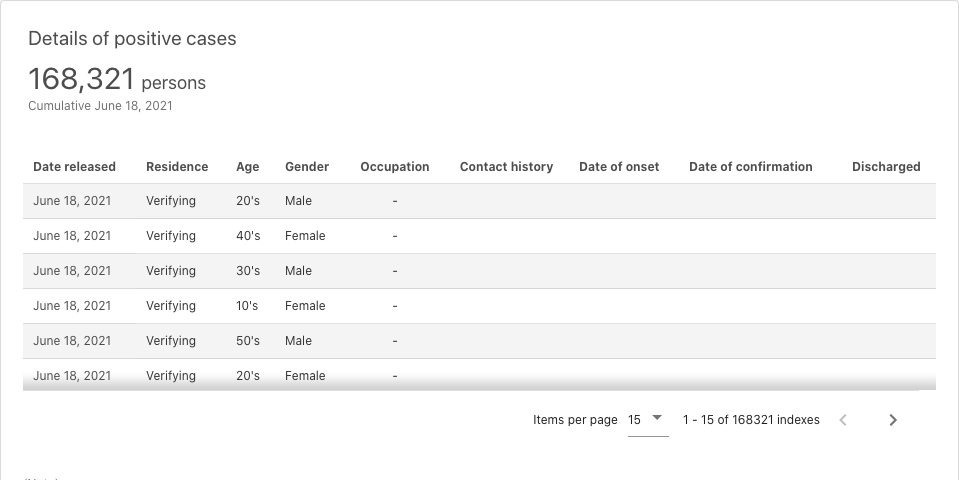 Details of positive cases
168,321 persons
Cumulative June 18, 2021
Date released Residence Age Gender Occupation Contact history Date of onset Date of confirmation Discharged
June 18, 2021 Verifying 20's Male -
June 18, 2021 Verifying 40's Female -
June 18, 2021 Verifying 30's Male -
June 18, 2021 Verifying 10's Female -
June 18, 2021 Verifying 50's Male -
June 18, 2021 Verifying 20's Female -
Items per page 15 1 - 15 of 168321 indexes